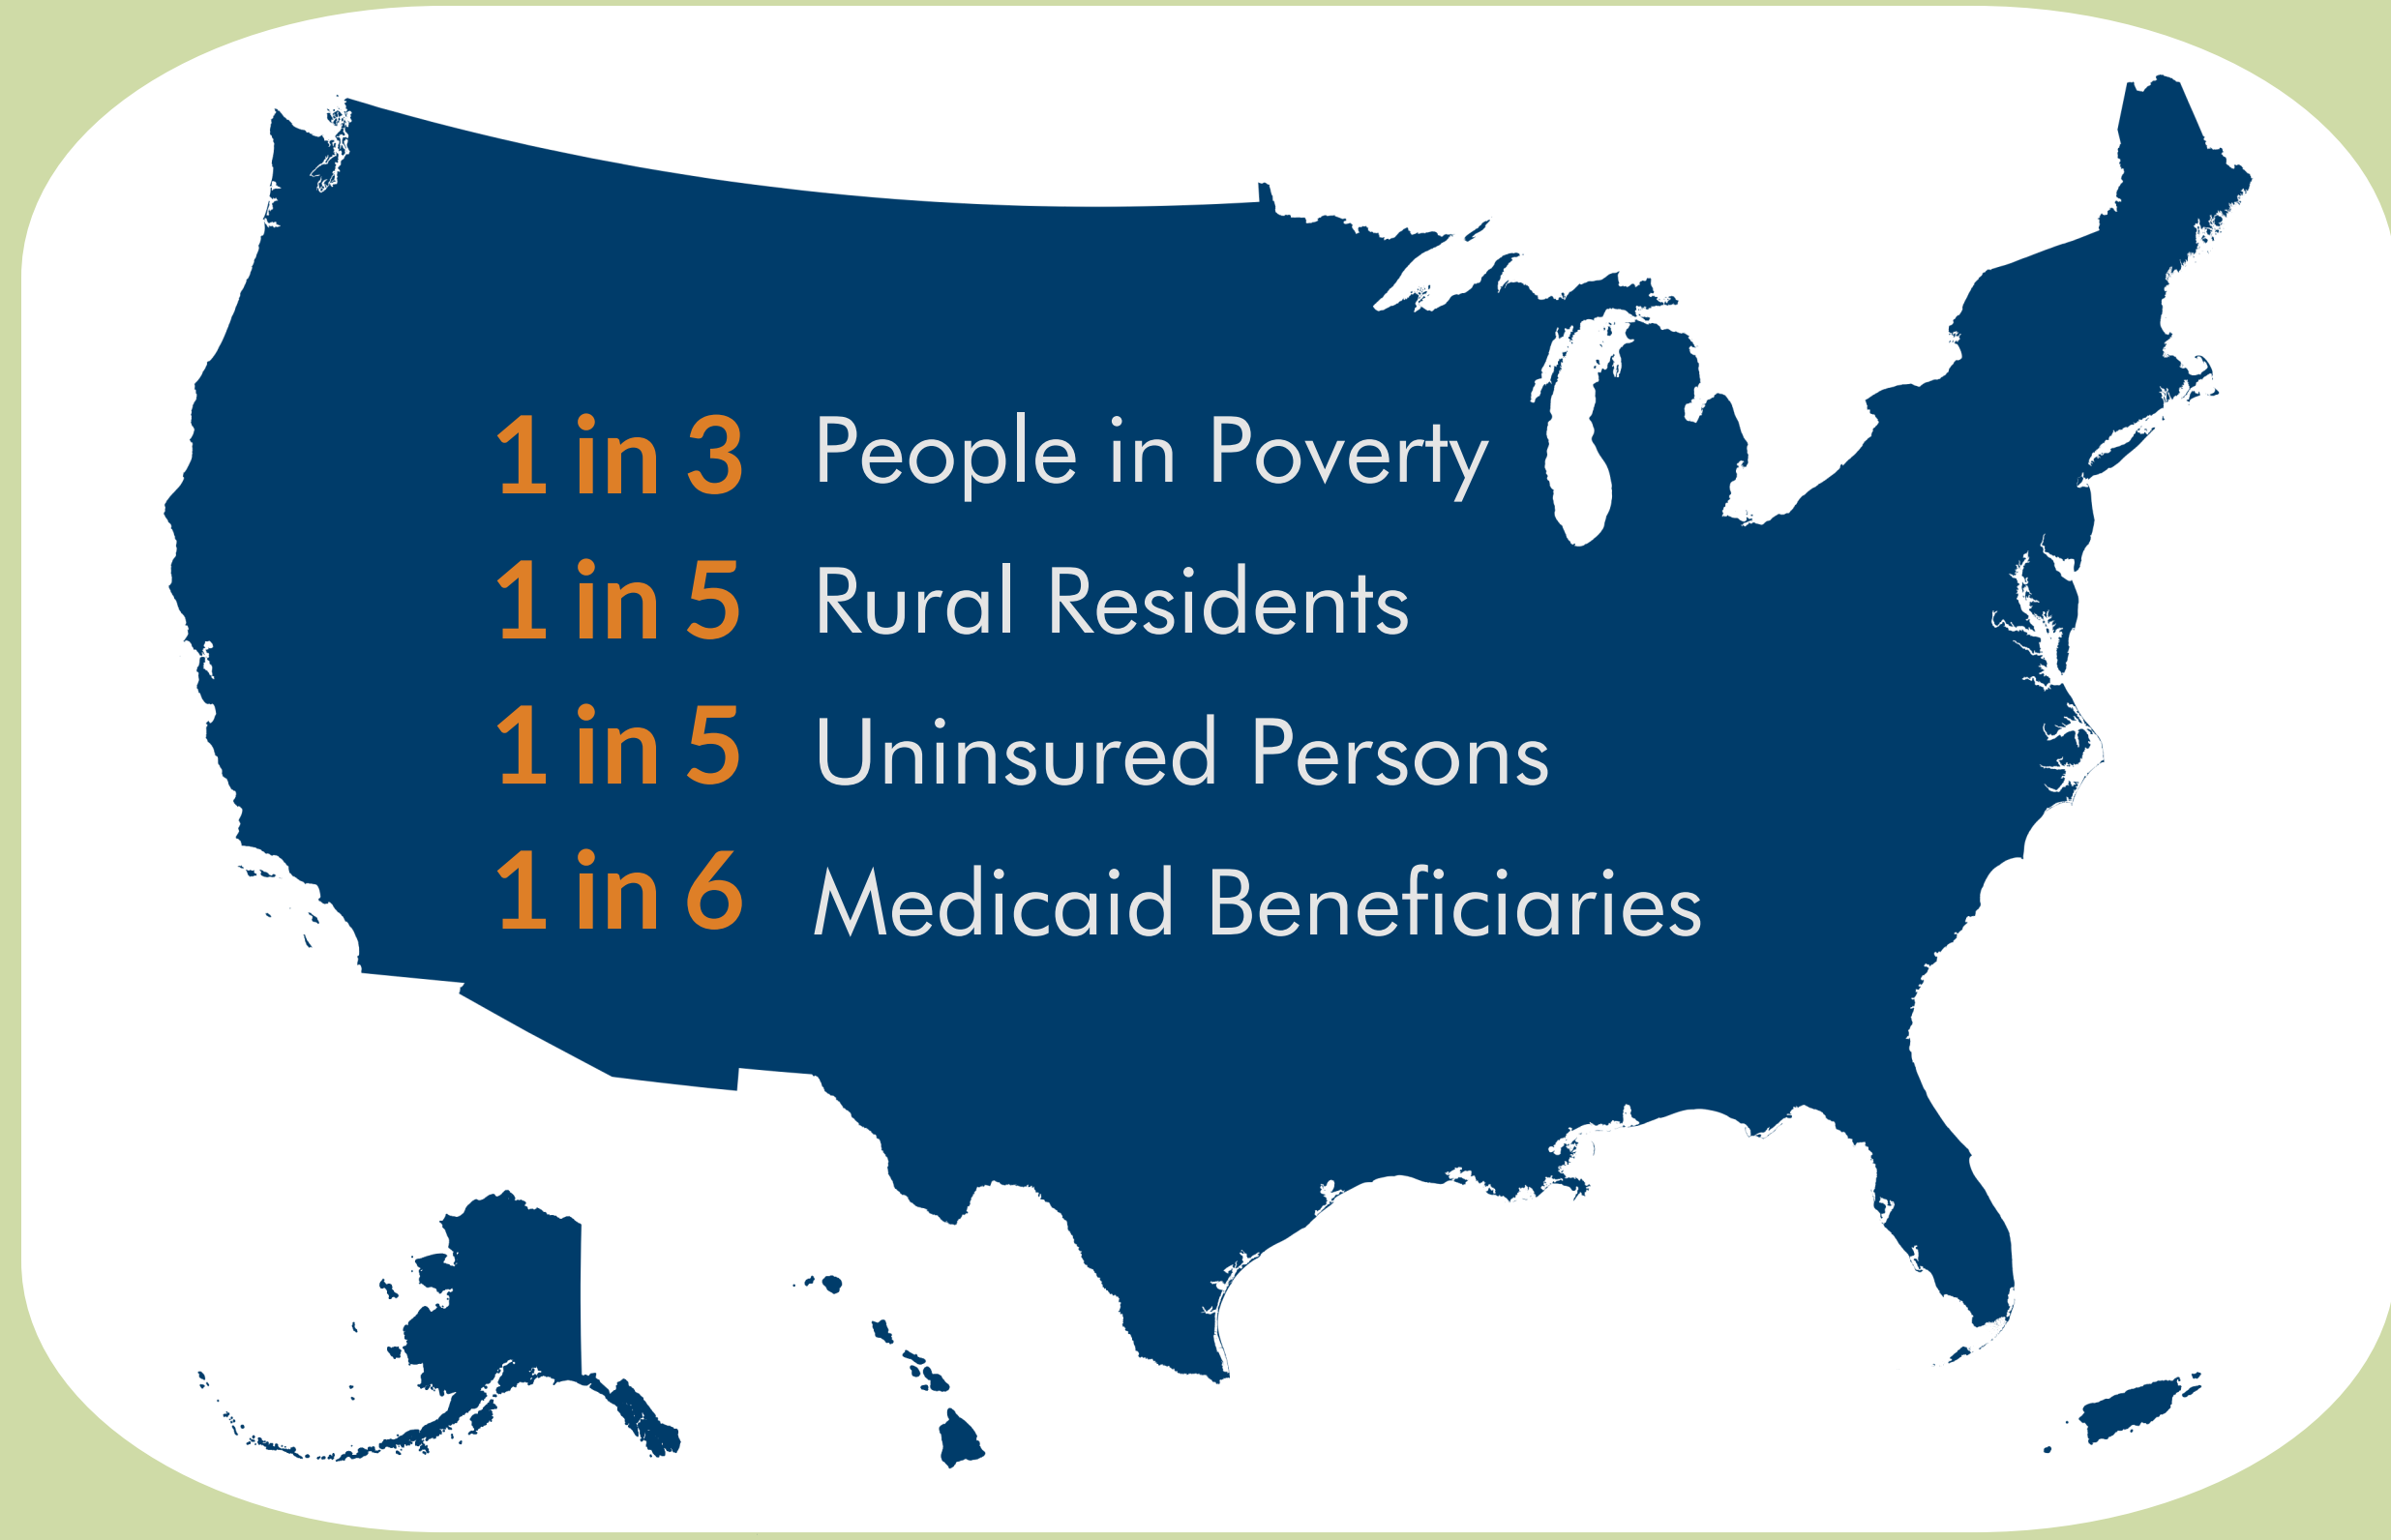 1 in 3 People in Poverty
1 in 5 Rural Residents
1 in 5 Uninsured Persons
1 in 6 Medicaid Beneficiaries